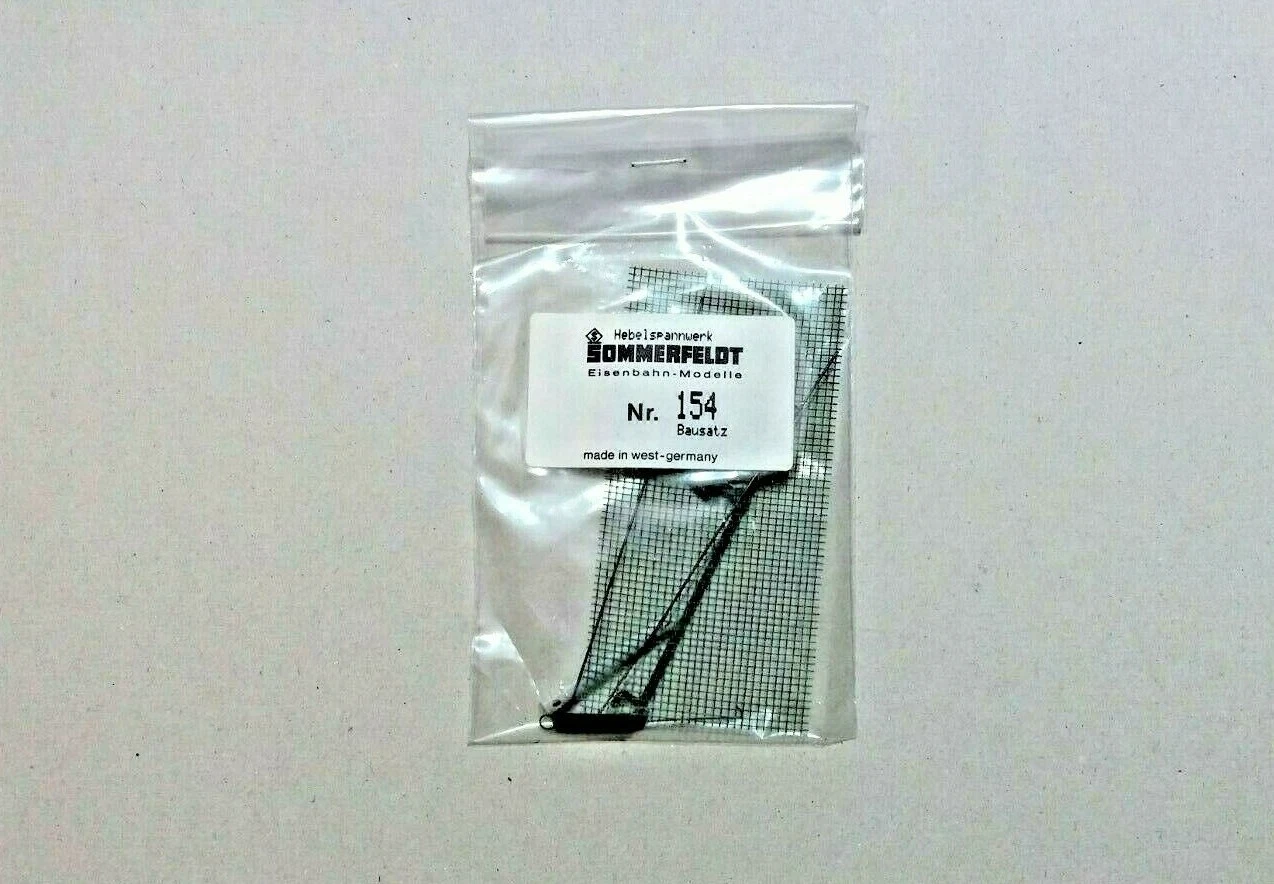 Hebelspannwerk
SOMMERFELDT
Eisenbahn-Modelle
Nr. 154
Bausatz
made in west-germany